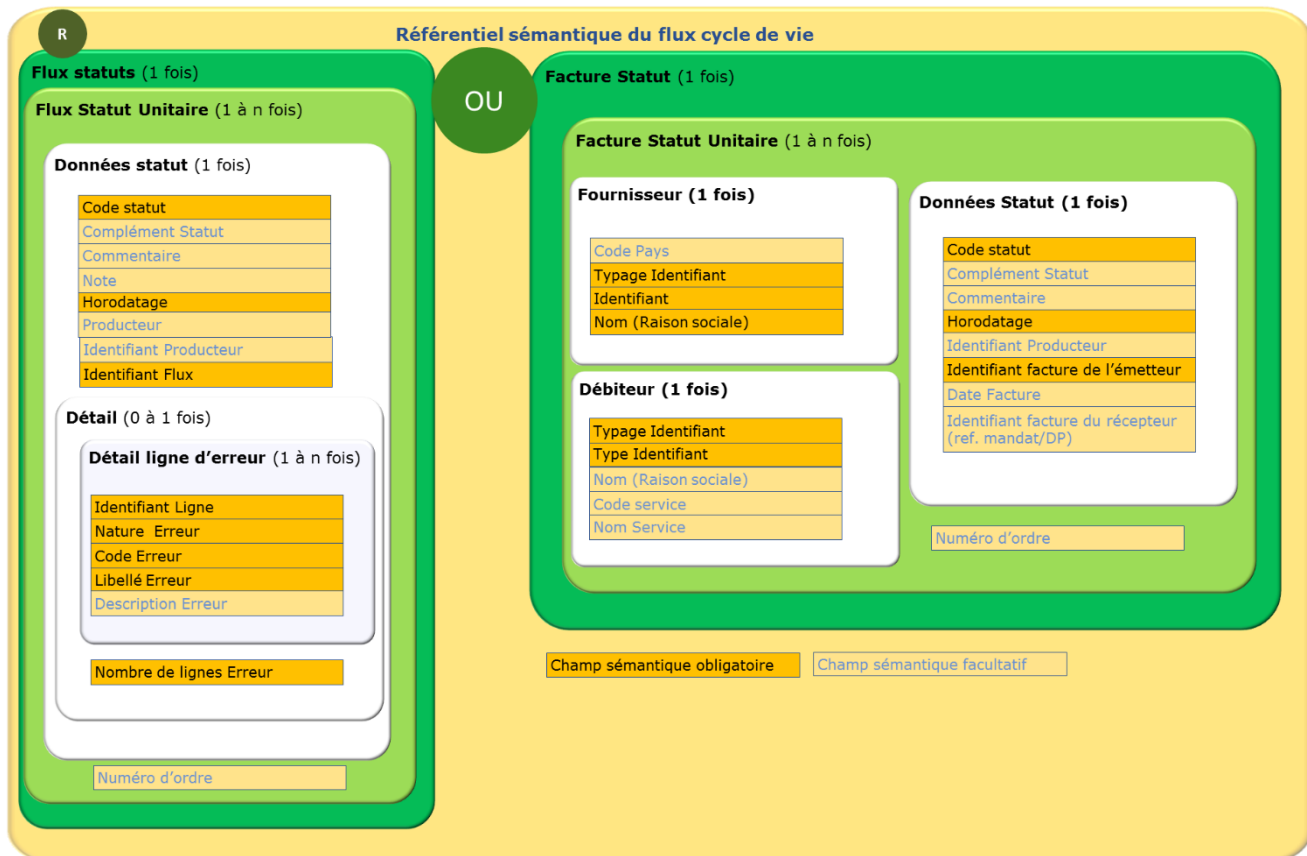 R
Référentiel sémantique du flux cycle de vie
Flux statuts (1 fois)
Flux Statut Unitaire (1 à n fois)
Données statut (1 fois)
Code statut
Complément Statut
Commentaire
Note
Horodatage
Producteur
Identifiant Producteur
Identifiant Flux
Détail (0 à 1 fois)
Détail ligne d'erreur (1 à n fois)
Identifiant Ligne
Nature  Erreur
Code Erreur
Libellé Erreur
Description Erreur
Nombre de lignes Erreur
Numéro d'ordre
OU
Facture Statut (1 fois)
Facture Statut Unitaire (1 à n fois)
Fournisseur (1 fois)
Code Pays
Typage Identifiant
Identifiant
Nom (Raison sociale)
Débiteur (1 fois)
Typage Identifiant
Type Identifiant
Nom (Raison sociale)
Code service
Nom Service
Données Statut (1 fois)
Code statut
Complément Statut
Commentaire
Horodatage
Identifiant Producteur
Identifiant facture de l'émetteur
Date Facture
Identifiant facture du récepteur
(ref. mandat/DP)
Numéro d'ordre
Champ sémantique obligatoire
Champ sémantique facultatif